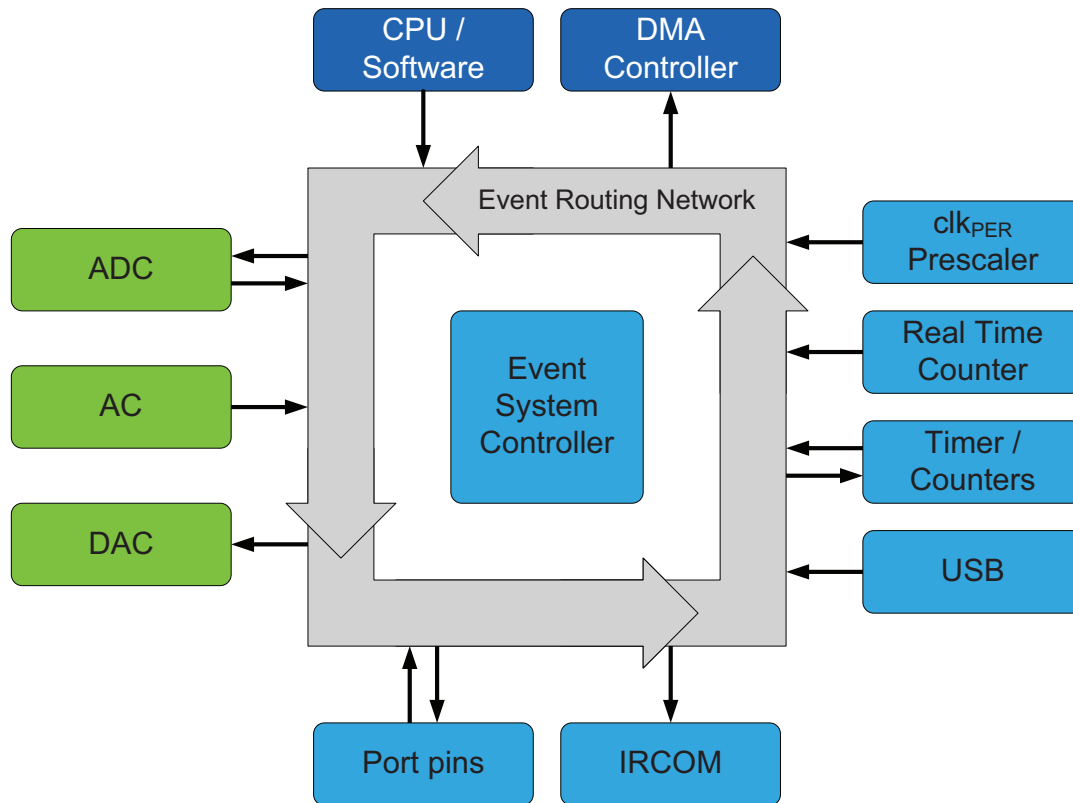 CPU /
Software
DMA
Controller
Event Routing Network
ADC
AC
DAC
Event
System
Controller
clkPER
Prescaler
Real Time
Counter
Timer /
Counters
USB
Port pins
IRCOM